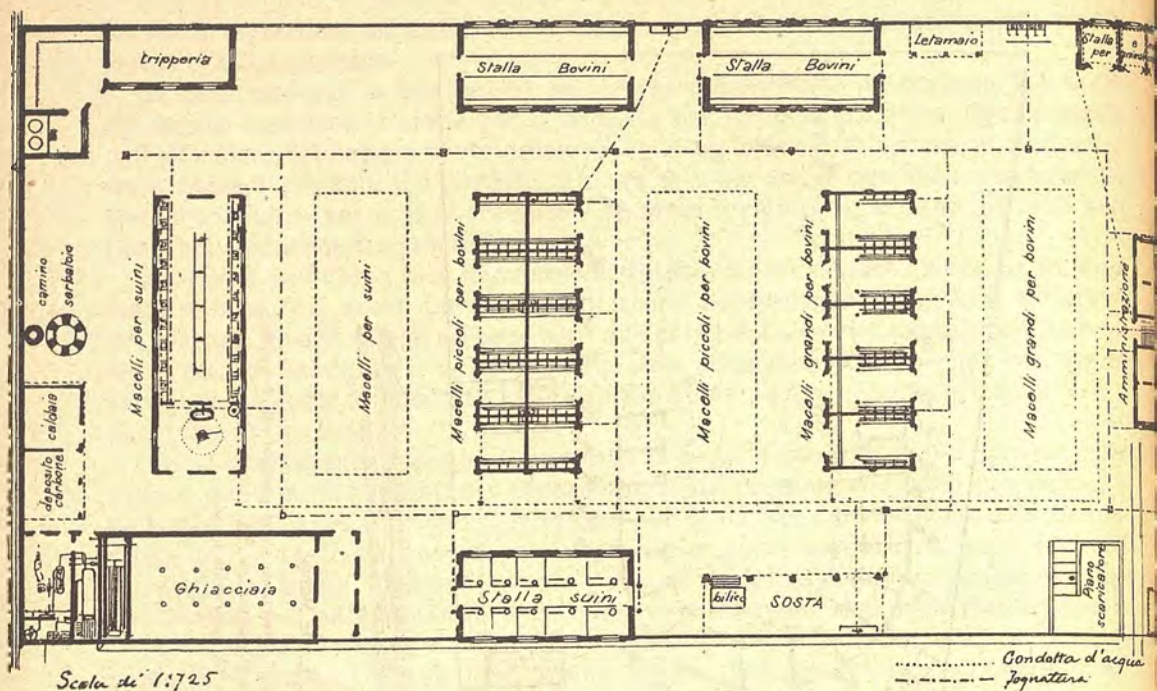 tripperia
Stalla Bovini
Stalla Bovini
Letamaio
Stalla
per
camino
serbatoio
Macelli per suini
Macelli per suini
Macelli piccoli per bovini
Macelli piccoli per bovini
Macelli grandi per bovini
Macelli grandi per bovini
Amministrazione
caldaia
deposito
carbone
Ghiacciaia
Stalla suini
bilico
SOSTA
Piano
scaricatore
Scala di 1:725
Condotta d'acqua
Fognatura